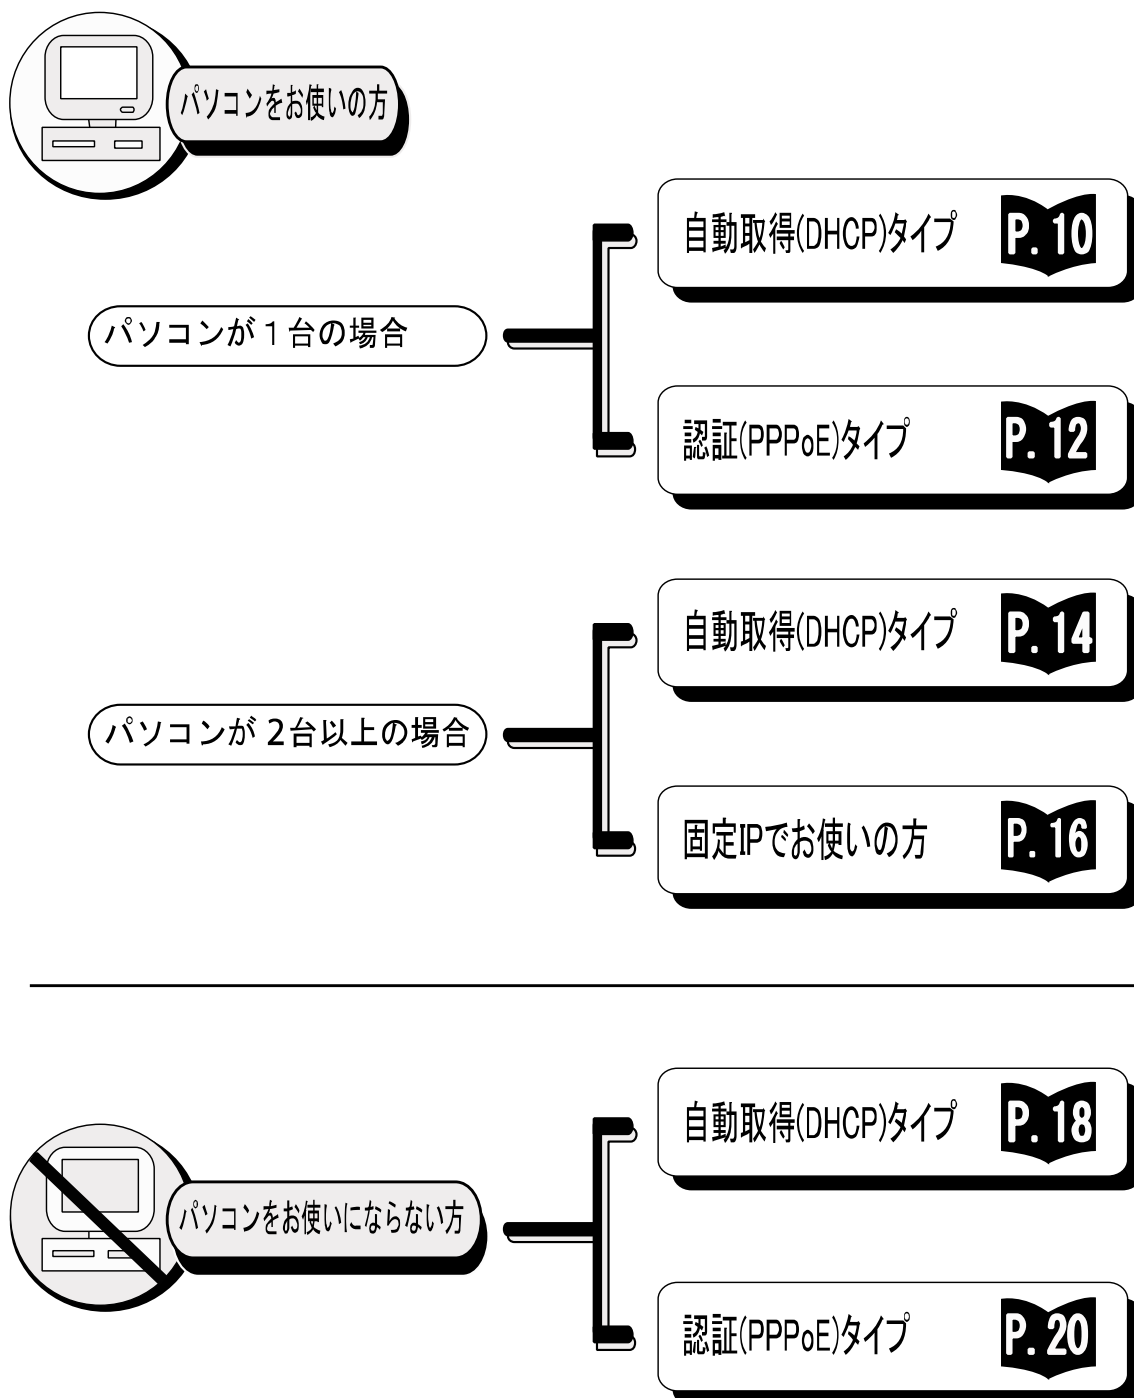 パソコンをお使いの方
自動取得(DHCP)タイプ P. 10
パソコンが１台の場合
認証(PPPoE)タイプ P. 12
自動取得(DHCP)タイプ P. 14
パソコンが 2台以上の場合
固定IPでお使いの方 P. 16
自動取得(DHCP)タイプ P. 18
パソコンをお使いにならない方
認証(PPPoE)タイプ P. 20